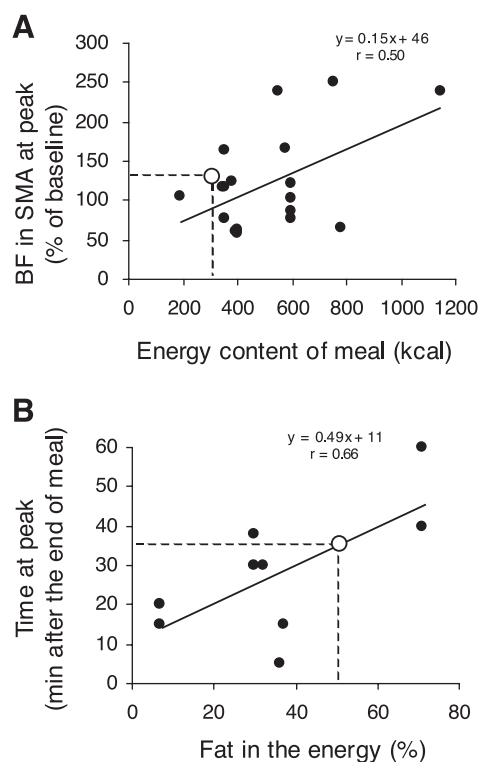 A
y= 0.15x+ 46
r = 0.50
BF in SMA at peak
(% of baseline)
300
250
200
150
100
50
0
0 200 400 600 800 1000 1200
Energy content of meal (kcal)
B
y = 0.49x + 11
r = 0.66
Time at peak
(min after the end of meal)
60
50
40
30
20
10
0
0 20 40 60 80
Fat in the energy (%)